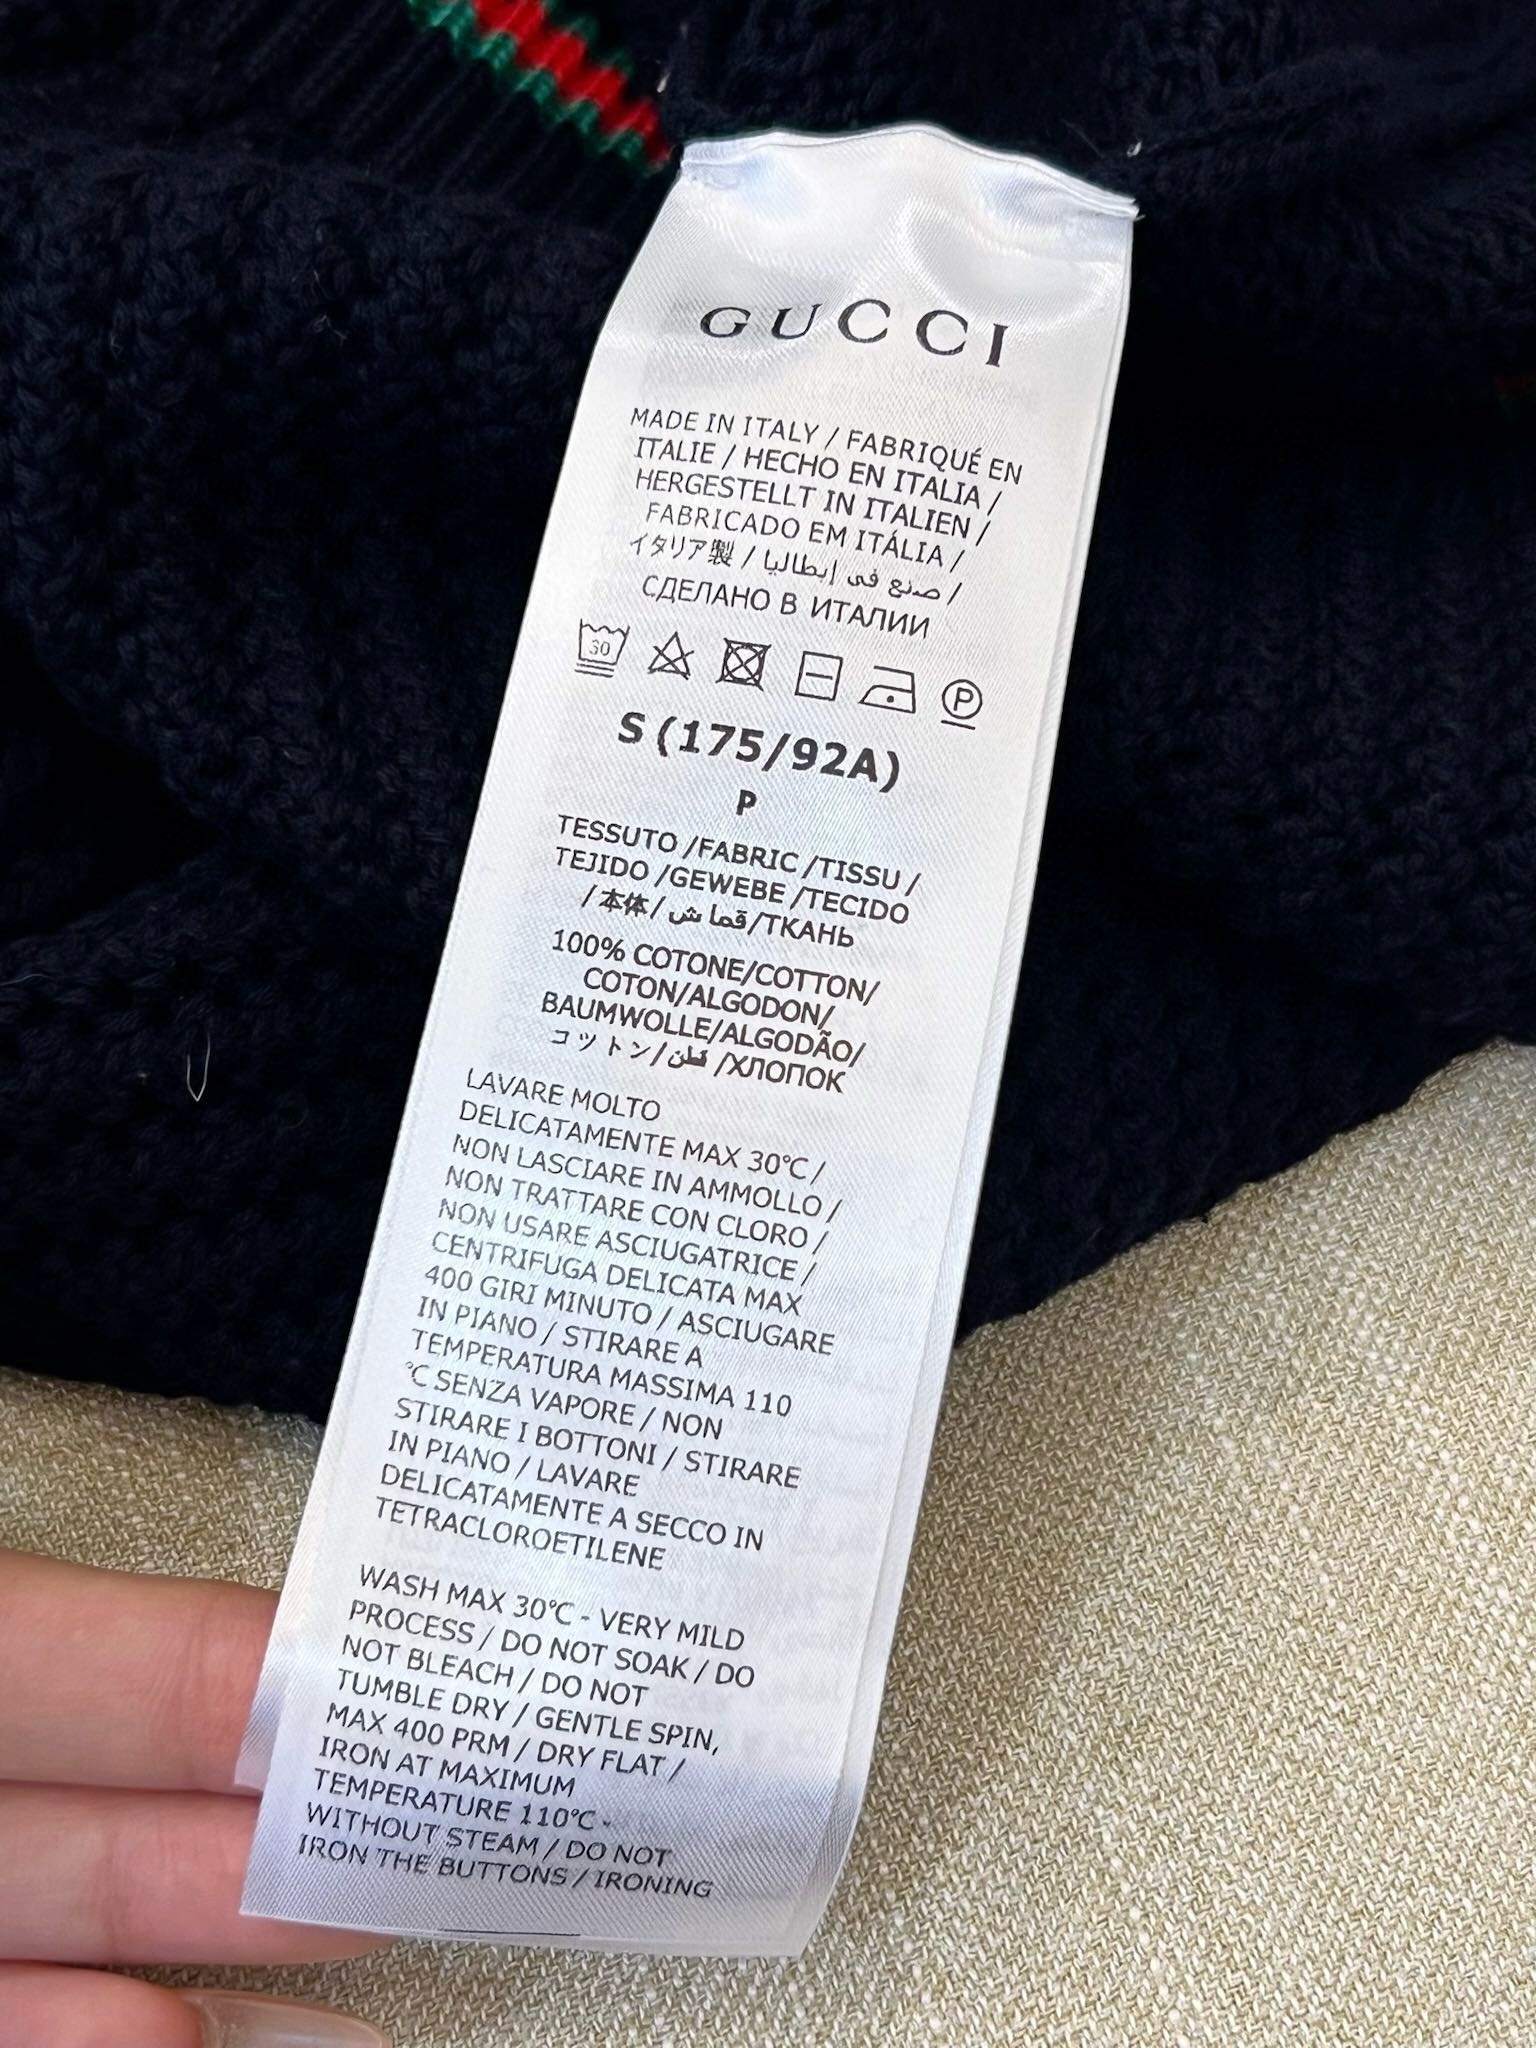 GUCCI
MADE IN ITALY / FABRIQUÉ EN
ITALIE / HECHO EN ITALIA /
HERGESTELLT IN ITALIEN /
FABRICADO EM ITÁLIA /
イタリア製 / صنع في إيطاليا /
СДЕЛАНО В ИТАЛИИ
30 P
S (175/92A)
P
TESSUTO /FABRIC /TISSU /
TEJIDO /GEWEBE /TECIDO
/本体/ قماش /ТКАНЬ
100% COTONE/COTTON/
COTON/ALGODON/
BAUMWOLLE/ALGODÃO/
コットン/ قطن /ХЛОПОК
LAVARE MOLTO
DELICATAMENTE MAX 30°C /
NON LASCIARE IN AMMOLLO /
NON TRATTARE CON CLORO /
NON USARE ASCIUGATRICE /
CENTRIFUGA DELICATA MAX
400 GIRI MINUTO / ASCIUGARE
IN PIANO / STIRARE A
TEMPERATURA MASSIMA 110
°C SENZA VAPORE / NON
STIRARE I BOTTONI / STIRARE
IN PIANO / LAVARE
DELICATAMENTE A SECCO IN
TETRACLOROETILENE
WASH MAX 30°C - VERY MILD
PROCESS / DO NOT SOAK / DO
NOT BLEACH / DO NOT
TUMBLE DRY / GENTLE SPIN,
MAX 400 PRM / DRY FLAT /
IRON AT MAXIMUM
TEMPERATURE 110°C -
WITHOUT STEAM / DO NOT
IRON THE BUTTONS / IRONING